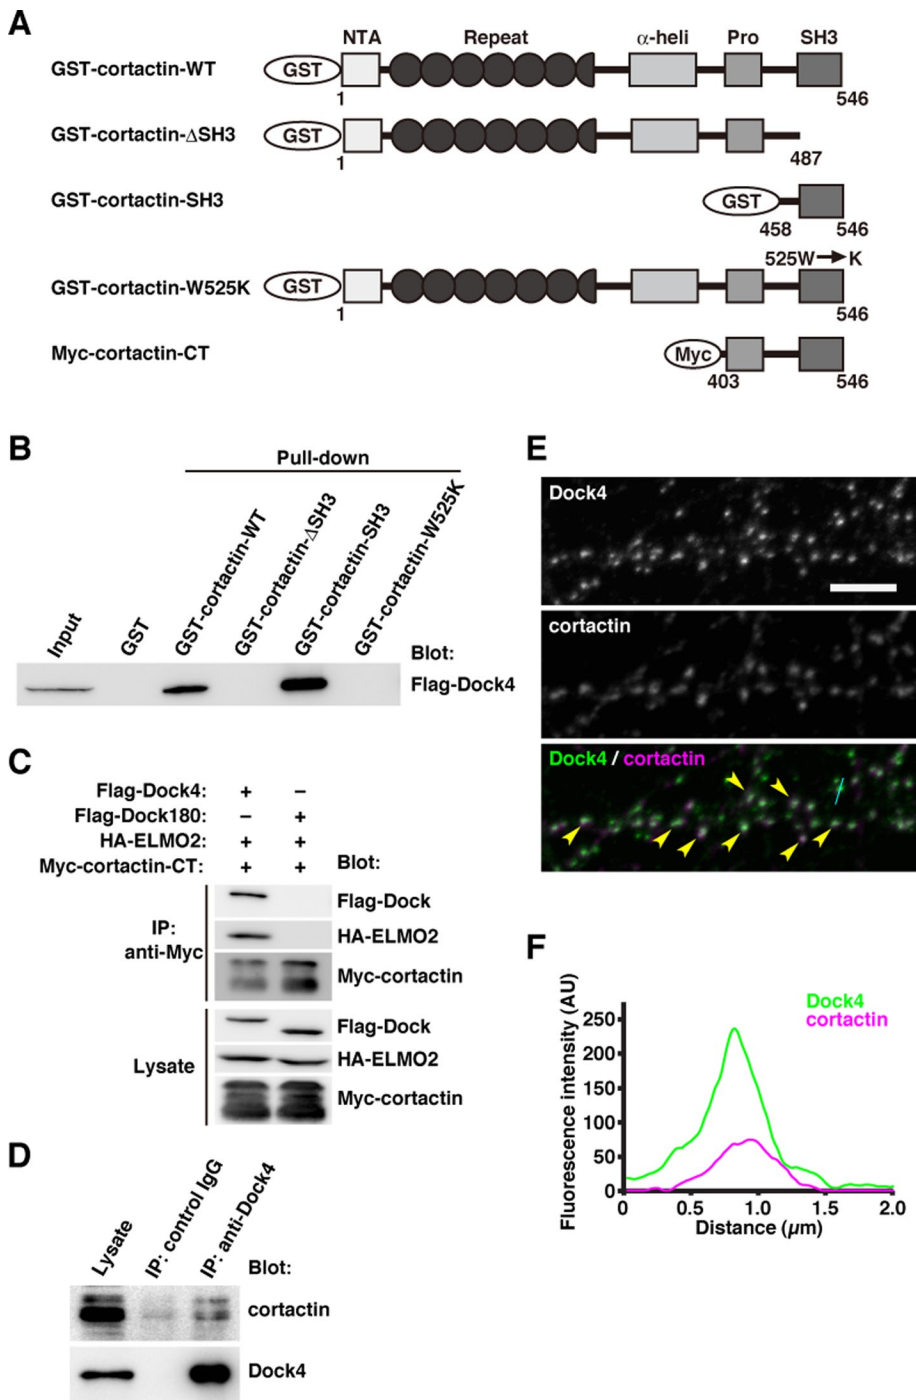 A
NTA Repeat α-heli Pro SH3
GST-cortactin-WT GST
1 546
GST-cortactin-ΔSH3 GST
1 487
GST-cortactin-SH3 GST
458 546
525W K
GST-cortactin-W525K GST
1 546
Myc-cortactin-CT Myc
403 546
B
Pull-down
Input
GST
GST-cortactin-WT
GST-cortactin-ΔSH3
GST-cortactin-SH3
GST-cortactin-W525K
Blot:
Flag-Dock4
C
Flag-Dock4: + –
Flag-Dock180: – +
HA-ELMO2: + +
Myc-cortactin-CT: + +
Blot:
IP:
anti-Myc
Flag-Dock
HA-ELMO2
Myc-cortactin
Lysate
Flag-Dock
HA-ELMO2
Myc-cortactin
D
Lysate
IP: control IgG
IP: anti-Dock4
Blot:
cortactin
Dock4
E
Dock4
cortactin
Dock4 / cortactin
F
Dock4
cortactin
Fluorescence intensity (AU)
250
200
150
100
50
0
0 0.5 1.0 1.5 2.0
Distance (µm)